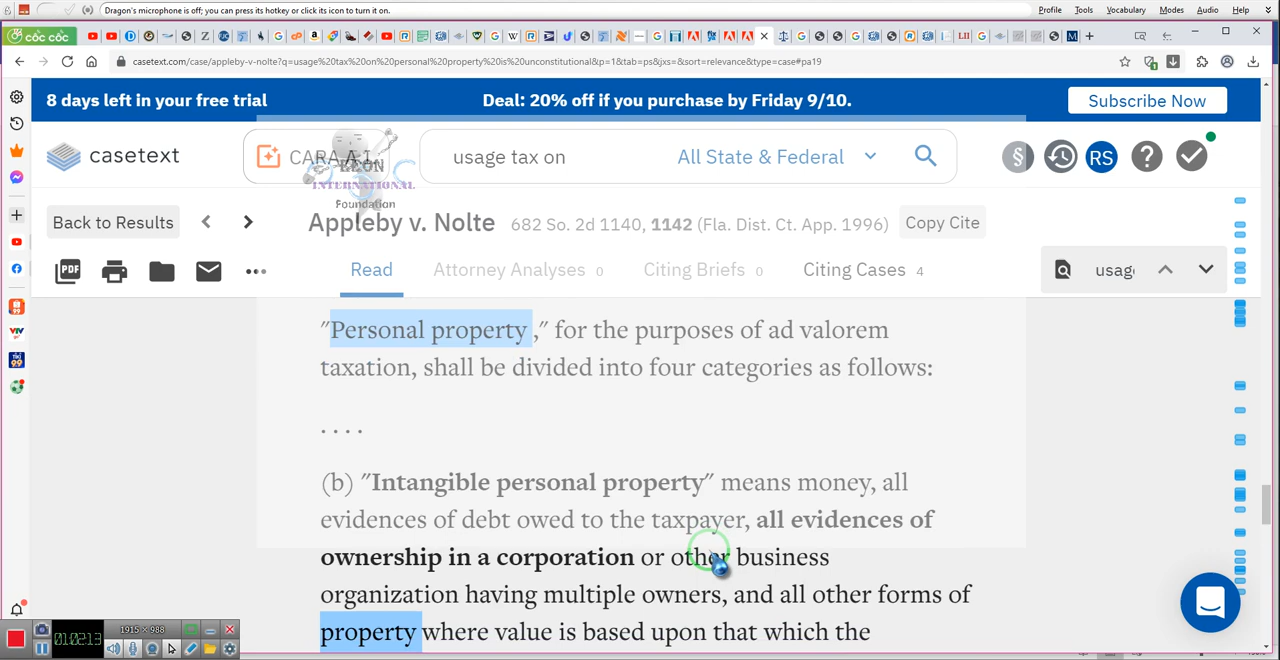 Dragon's microphone is off; you can press its hotkey or click its icon to turn it on.
Profile Tools Vocabulary Modes Audio Help
cốc cốc
casetext.com/case/appleby-v-nolte?q=usage%20tax%20on%20personal%20property%20is%20unconstitutional&p=1&tab=ps&jxs=&sort=relevance&type=case#pa19
8 days left in your free trial
Deal: 20% off if you purchase by Friday 9/10.
Subscribe Now
casetext
CARA A.I.
LEON
INTERNATIONAL
Foundation
usage tax on
All State & Federal
§
RS
?
Back to Results
Appleby v. Nolte 682 So. 2d 1140, 1142 (Fla. Dist. Ct. App. 1996)
Copy Cite
PDF
Read
Attorney Analyses 0
Citing Briefs 0
Citing Cases 4
usag
"Personal property ," for the purposes of ad valorem
taxation, shall be divided into four categories as follows:
. . . .
(b) "Intangible personal property" means money, all
evidences of debt owed to the taxpayer, all evidences of
ownership in a corporation or other business
organization having multiple owners, and all other forms of
property where value is based upon that which the
1915 x 988
01:02:13